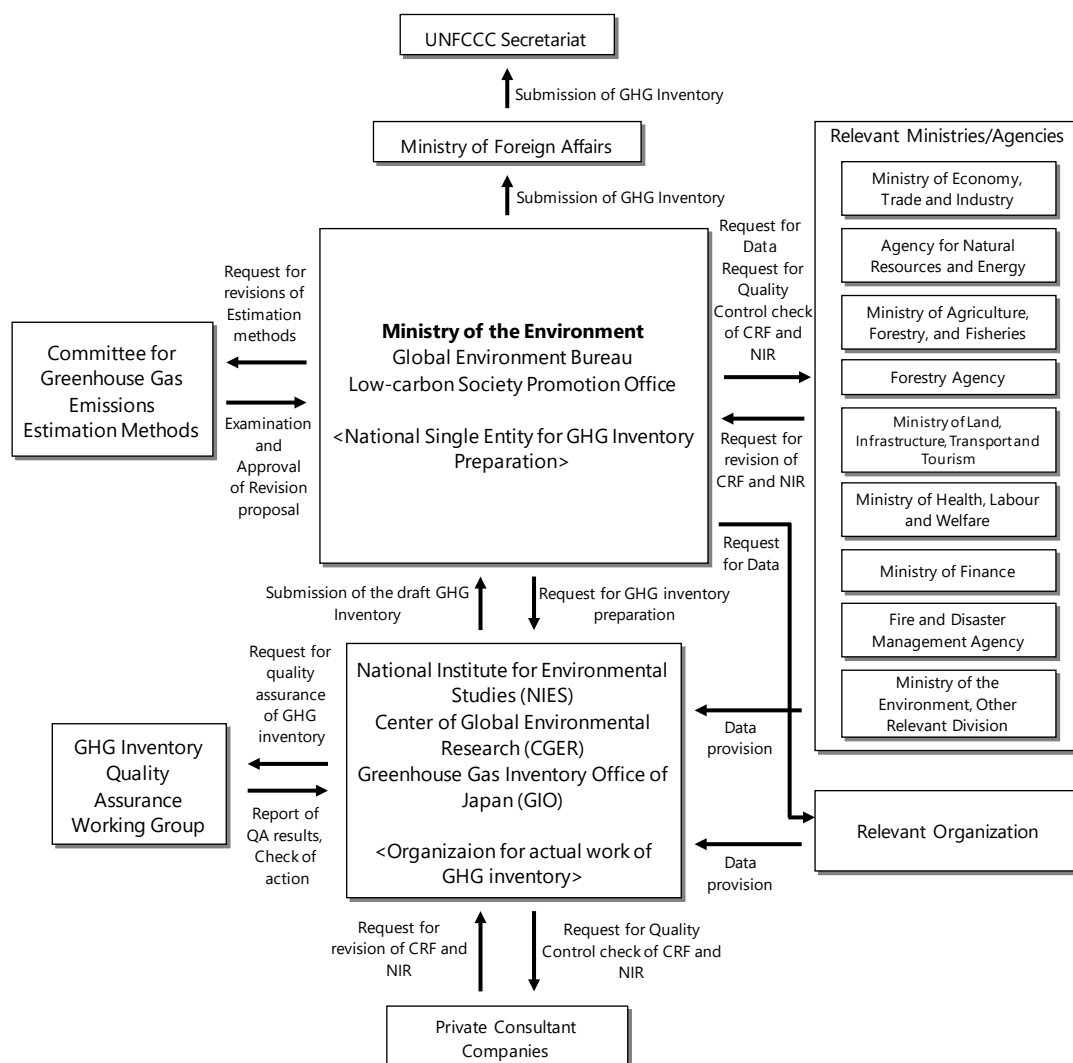 UNFCCC Secretariat
Submission of GHG Inventory
Ministry of Foreign Affairs
Submission of GHG Inventory
Relevant Ministries/Agencies
Ministry of Economy,
Trade and Industry
Agency for Natural
Resources and Energy
Ministry of Agriculture,
Forestry, and Fisheries
Forestry Agency
Ministry of Land,
Infrastructure, Transport and
Tourism
Ministry of Health, Labour
and Welfare
Ministry of Finance
Fire and Disaster
Management Agency
Ministry of the
Environment, Other
Relevant Division
Request for
Data
Request for
Quality
Control check
of CRF and
NIR
Request for
revision of
CRF and NIR
Request
for Data
Request for
revisions of
Estimation
methods
Committee for
Greenhouse Gas
Emissions
Estimation Methods
Examination and
Approval
of Revision
proposal
Ministry of the Environment
Global Environment Bureau
Low-carbon Society Promotion Office
<National Single Entity for GHG Inventory
Preparation>
Submission of the draft GHG
Inventory
Request for GHG inventory
preparation
Request for
quality
assurance
of GHG
inventory
GHG Inventory
Quality
Assurance
Working Group
Report of
QA results,
Check of
action
National Institute for Environmental
Studies (NIES)
Center of Global Environmental
Research (CGER)
Greenhouse Gas Inventory Office of
Japan (GIO)
<Organizaion for actual work of
GHG inventory>
Data
provision
Relevant Organization
Data
provision
Request for
revision of CRF and
NIR
Request for Quality
Control check of CRF and
NIR
Private Consultant
Companies